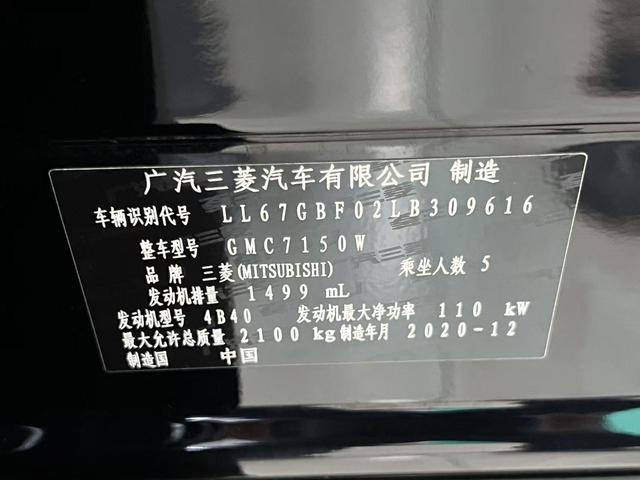 广汽三菱汽车有限公司 制造
车辆识别代号 LL67GBF02LB309616
整车型号 GMC7150W
品 牌 三菱(MITSUBISHI) 乘坐人数 5
发动机排量 1499 mL
发动机型号 4B40 发动机最大净功率 110 kW
最大允许总质量 2100 kg 制造年月 2020-12
制造国 中国